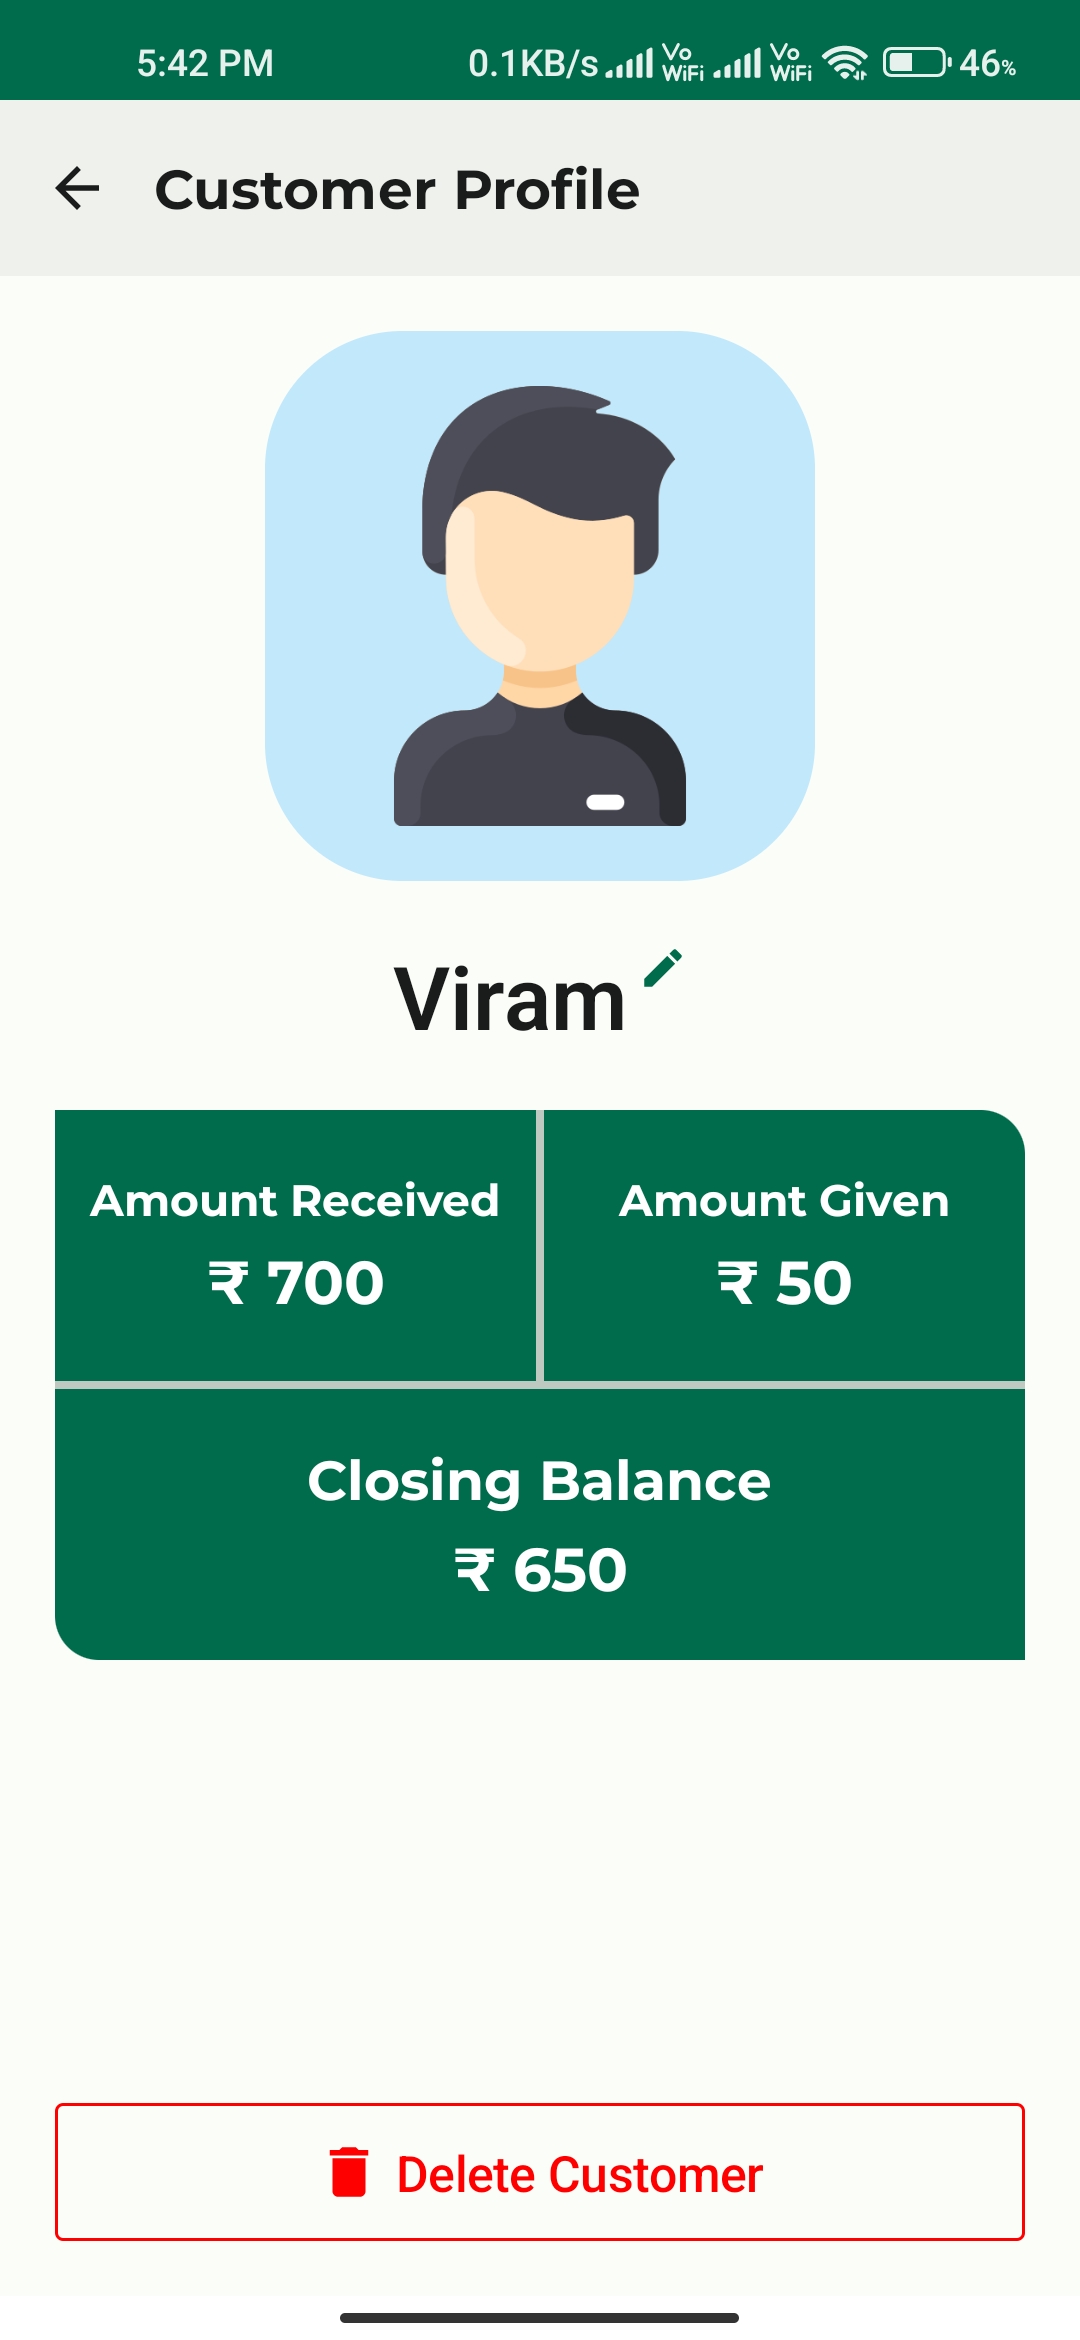 5:42 PM 0.1KB/s Vo WiFi Vo WiFi 46%
Customer Profile
Viram
Amount Received Amount Given
₹ 700 ₹ 50
Closing Balance
₹ 650
Delete Customer